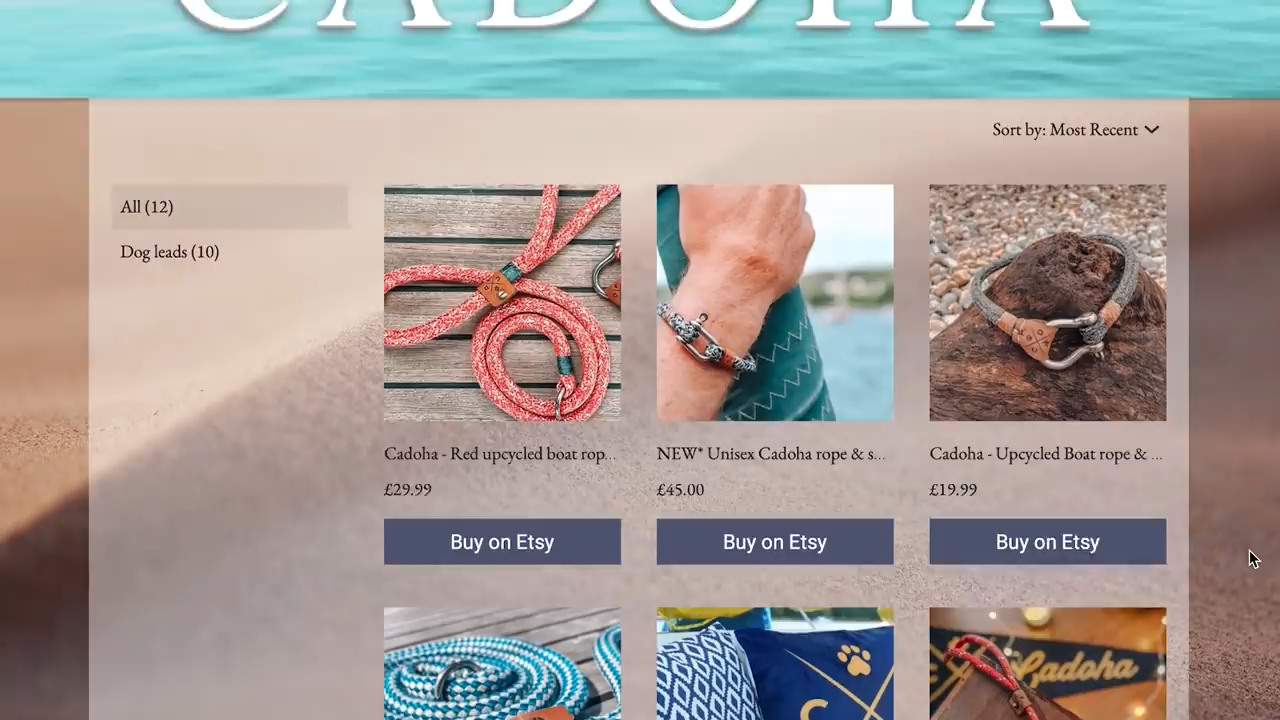 CADOHA
Sort by: Most Recent
All (12)
Dog leads (10)
Cadoha - Red upcycled boat rop...
NEW* Unisex Cadoha rope & s...
Cadoha - Upcycled Boat rope & ...
£29.99
£45.00
£19.99
Buy on Etsy
Buy on Etsy
Buy on Etsy
Cadoha